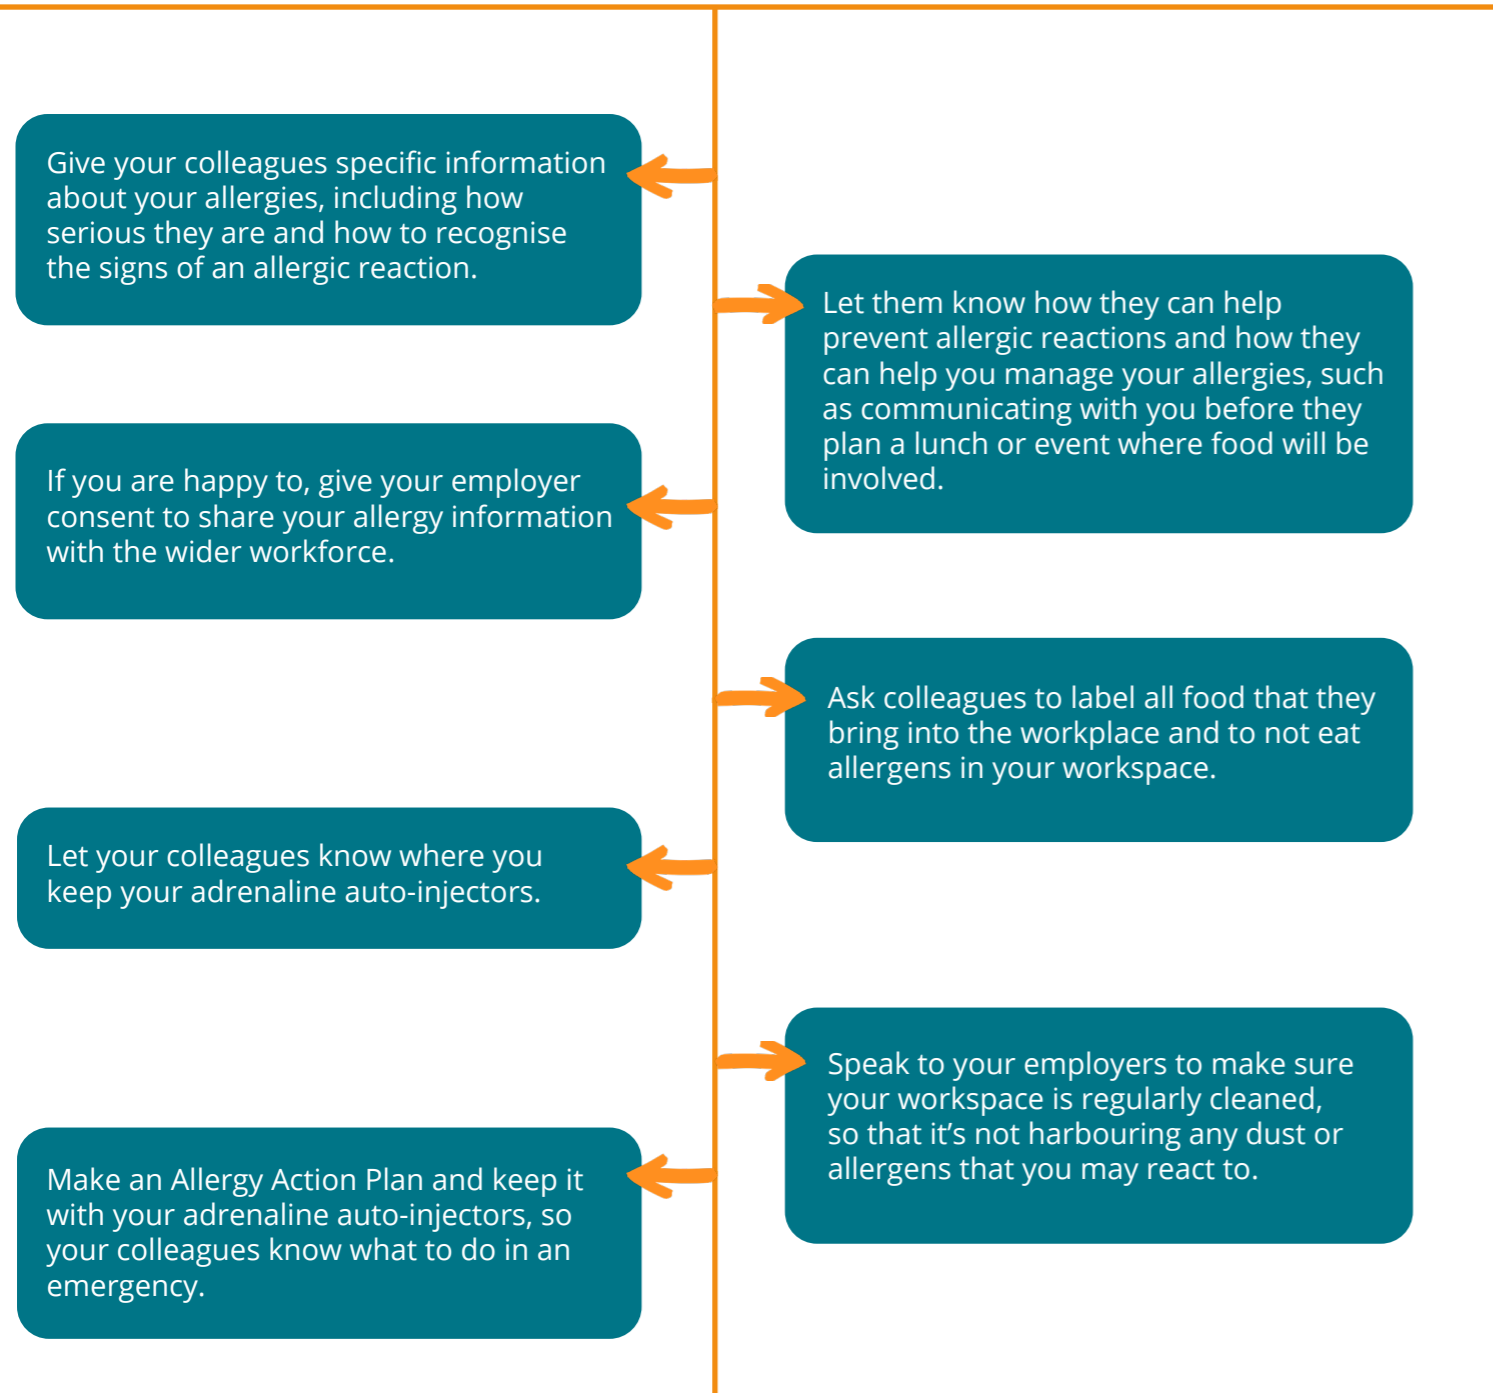 Give your colleagues specific information
about your allergies, including how
serious they are and how to recognise
the signs of an allergic reaction.
Let them know how they can help
prevent allergic reactions and how they
can help you manage your allergies, such
as communicating with you before they
plan a lunch or event where food will be
involved.
If you are happy to, give your employer
consent to share your allergy information
with the wider workforce.
Ask colleagues to label all food that they
bring into the workplace and to not eat
allergens in your workspace.
Let your colleagues know where you
keep your adrenaline auto-injectors.
Speak to your employers to make sure
your workspace is regularly cleaned,
so that it’s not harbouring any dust or
allergens that you may react to.
Make an Allergy Action Plan and keep it
with your adrenaline auto-injectors, so
your colleagues know what to do in an
emergency.